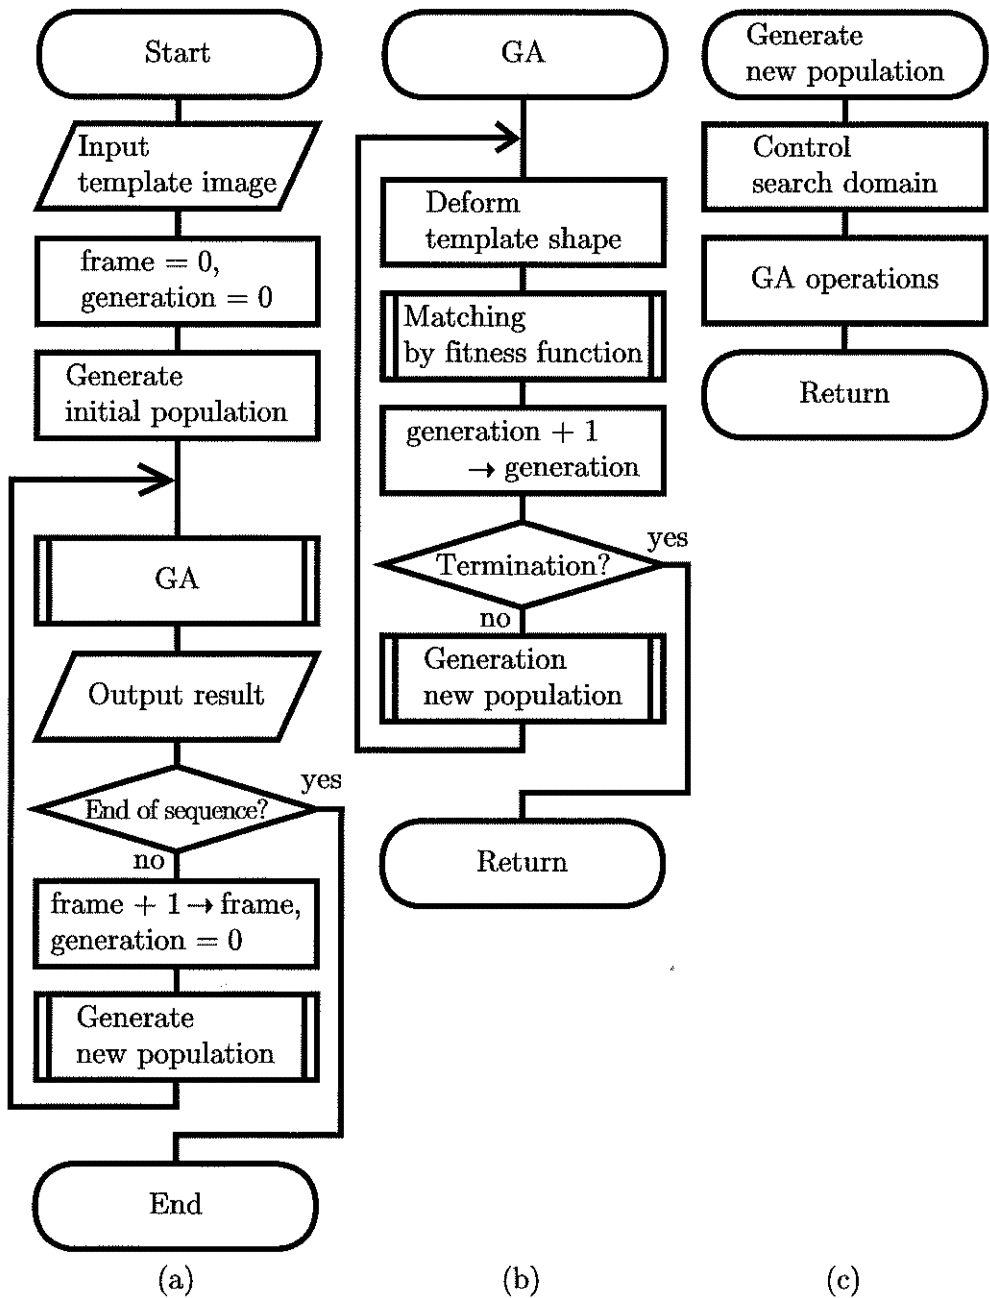 Start
Input
template image
frame = 0,
generation = 0
Generate
initial population
GA
Output result
End of sequence?
yes
no
frame + 1 → frame,
generation = 0
Generate
new population
End
(a)
GA
Deform
template shape
Matching
by fitness function
generation + 1
→ generation
Termination?
yes
no
Generation
new population
Return
(b)
Generate
new population
Control
search domain
GA operations
Return
(c)